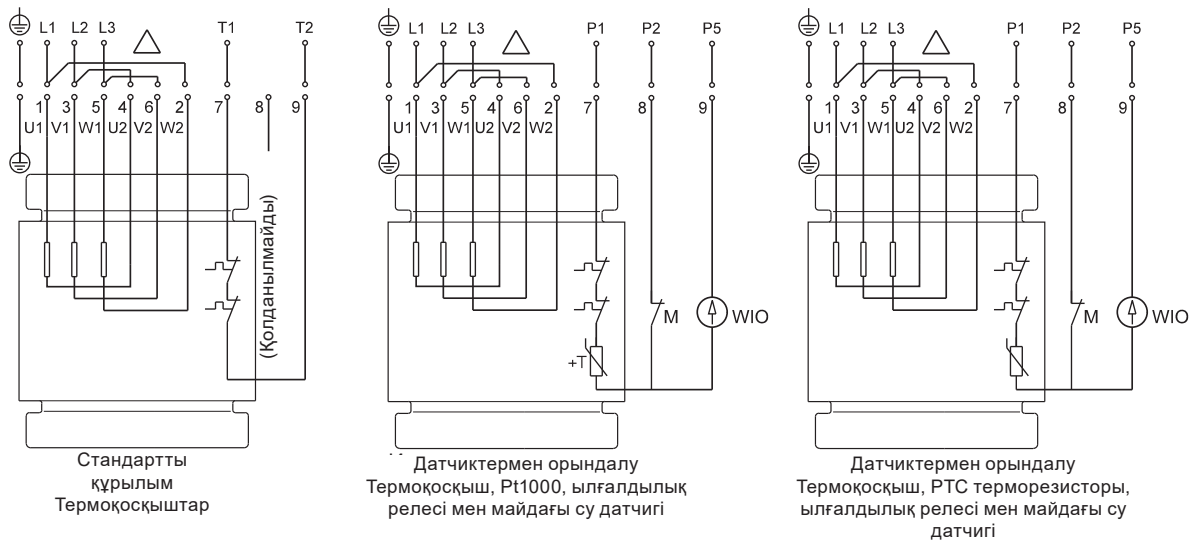 L1 L2 L3 T1 T2
1 3 5 4 6 2 7 8 9
U1 V1 W1 U2 V2 W2
(Қолданылмайды)
Стандартты
құрылым
Термоқосқыштар
L1 L2 L3 P1 P2 P5
1 3 5 4 6 2 7 8 9
U1 V1 W1 U2 V2 W2
M WIO
+T
Датчиктермен орындалу
Термоқосқыш, Pt1000, ылғалдылық
релесі мен майдағы су датчигі
L1 L2 L3 P1 P2 P5
1 3 5 4 6 2 7 8 9
U1 V1 W1 U2 V2 W2
M WIO
Датчиктермен орындалу
Термоқосқыш, PTC терморезисторы,
ылғалдылық релесі мен майдағы су
датчигі